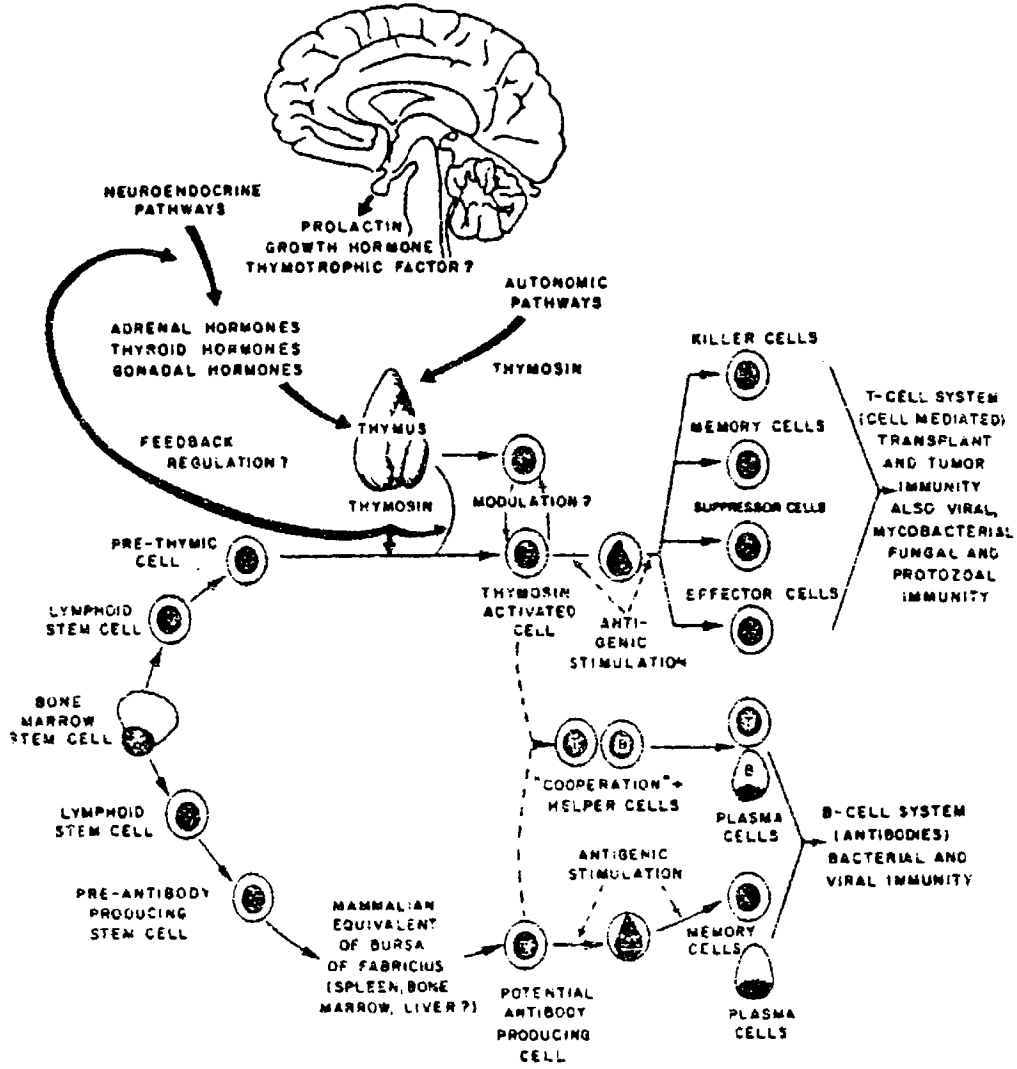 NEUROENDOCRINE
PATHWAYS
PROLACTIN
GROWTH HORMONE
THYMOTROPHIC FACTOR?
AUTONOMIC
PATHWAYS
ADRENAL HORMONES
THYROID HORMONES
GONADAL HORMONES
THYMOSIN
THYMUS
FEEDBACK
REGULATION?
THYMOSIN
MODULATION?
KILLER CELLS
MEMORY CELLS
SUPPRESSOR CELLS
EFFECTOR CELLS
T-CELL SYSTEM
(CELL MEDIATED)
TRANSPLANT
AND TUMOR
IMMUNITY
ALSO VIRAL,
MYCOBACTERIAL
FUNGAL AND
PROTOZOAL
IMMUNITY
PRE-THYMIC
CELL
THYMOSIN
ACTIVATED
CELL
ANTI-
GENIC
STIMULATION
LYMPHOID
STEM CELL
BONE
MARROW
STEM CELL
T B
"COOPERATION"+
HELPER CELLS
T
B
PLASMA
CELLS
B-CELL SYSTEM
(ANTIBODIES)
BACTERIAL AND
VIRAL IMMUNITY
LYMPHOID
STEM CELL
PRE-ANTIBODY
PRODUCING
STEM CELL
MAMMALIAN
EQUIVALENT
OF BURSA
OF FABRICIUS
(SPLEEN, BONE
MARROW, LIVER?)
ANTIGENIC
STIMULATION
POTENTIAL
ANTIBODY
PRODUCING
CELL
MEMORY
CELLS
PLASMA
CELLS